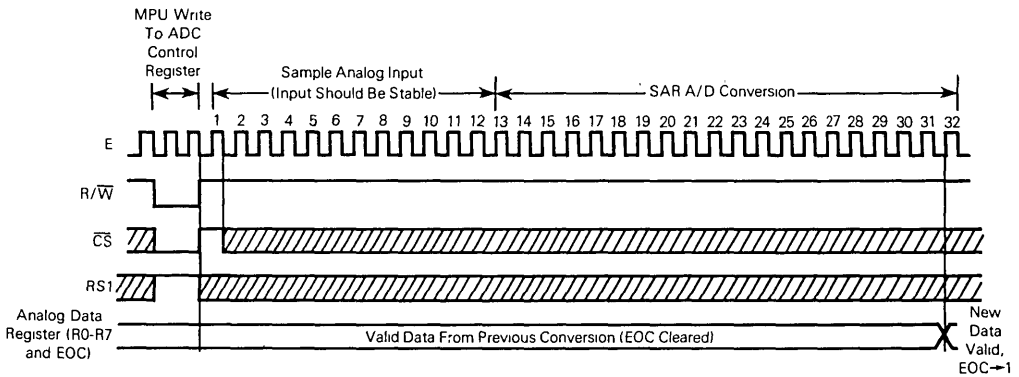 MPU Write
To ADC
Control
Register
Sample Analog Input
(Input Should Be Stable)
SAR A/D Conversion
1 2 3 4 5 6 7 8 9 10 11 12 13 14 15 16 17 18 19 20 21 22 23 24 25 26 27 28 29 30 31 32
E
R/W̅
C̅S̅
RS1
Analog Data
Register (R0-R7
and EOC)
Valid Data From Previous Conversion (EOC Cleared)
New
Data
Valid,
EOC→1